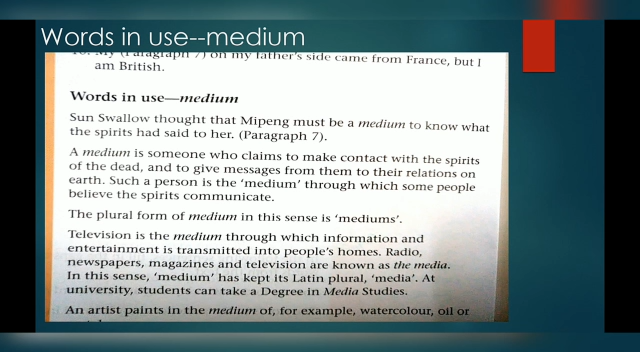 Words in use--medium
on my father's side came from France, but I
am British.
Words in use—medium
Sun Swallow thought that Mipeng must be a medium to know what
the spirits had said to her. (Paragraph 7).
A medium is someone who claims to make contact with the spirits
of the dead, and to give messages from them to their relations on
earth. Such a person is the 'medium' through which some people
believe the spirits communicate.
The plural form of medium in this sense is 'mediums'.
Television is the medium through which information and
entertainment is transmitted into people's homes. Radio,
newspapers, magazines and television are known as the media.
In this sense, 'medium' has kept its Latin plural, 'media'. At
university, students can take a Degree in Media Studies.
An artist paints in the medium of, for example, watercolour, oil or